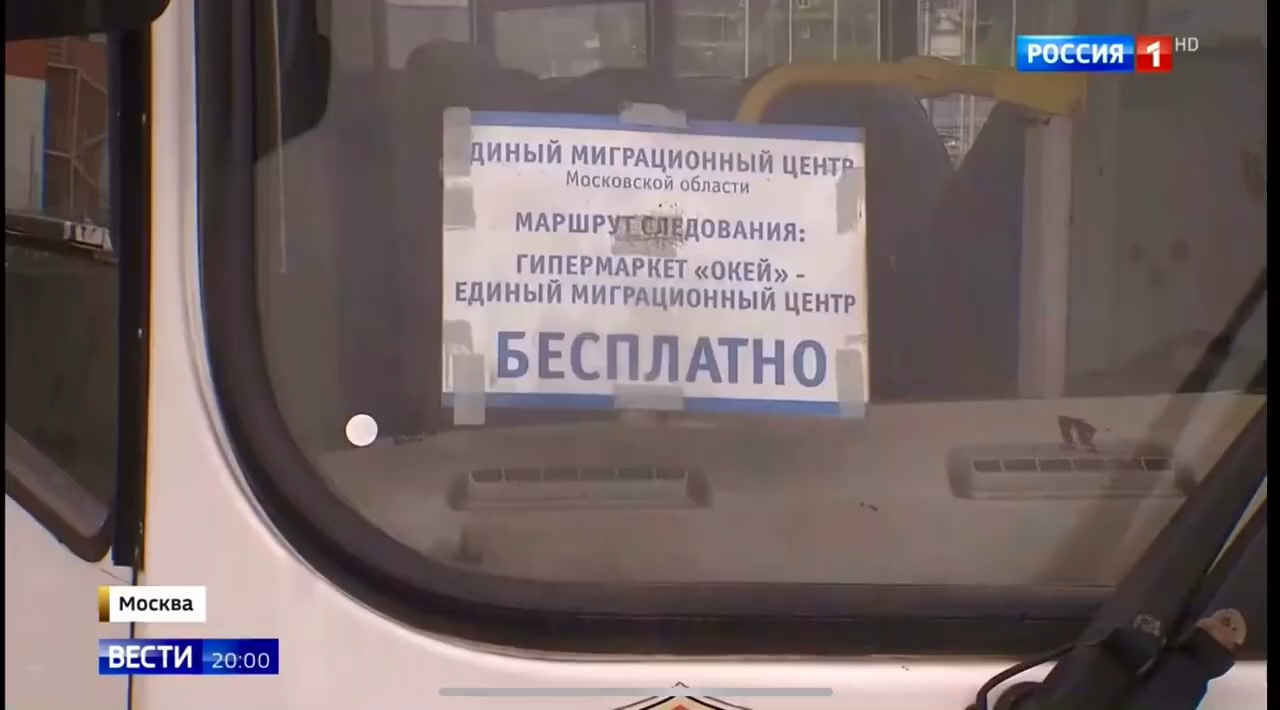 РОССИЯ 1 HD
ДИНЫЙ МИГРАЦИОННЫЙ ЦЕНТР
Московской области
МАРШРУТ СЛЕДОВАНИЯ:
ГИПЕРМАРКЕТ «ОКЕЙ» -
ЕДИНЫЙ МИГРАЦИОННЫЙ ЦЕНТР
БЕСПЛАТНО
Москва
ВЕСТИ 20:00